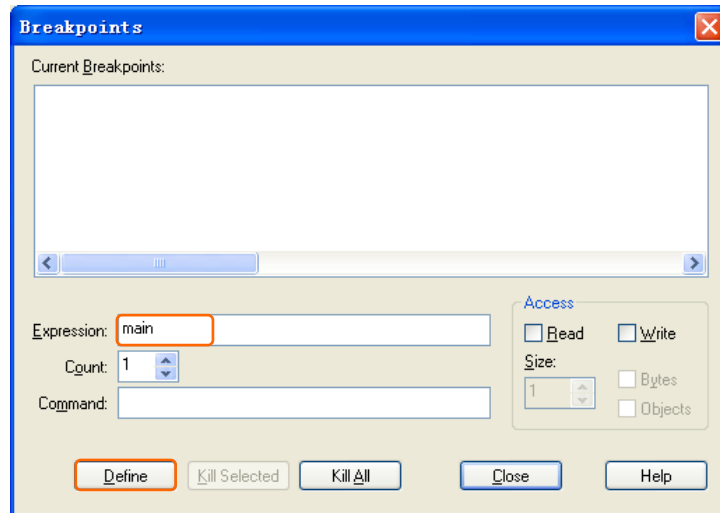 Breakpoints
Current Breakpoints:
Expression: main
Count: 1
Command:
Access
Read Write
Size:
1
Bytes
Objects
Define Kill Selected Kill All Close Help